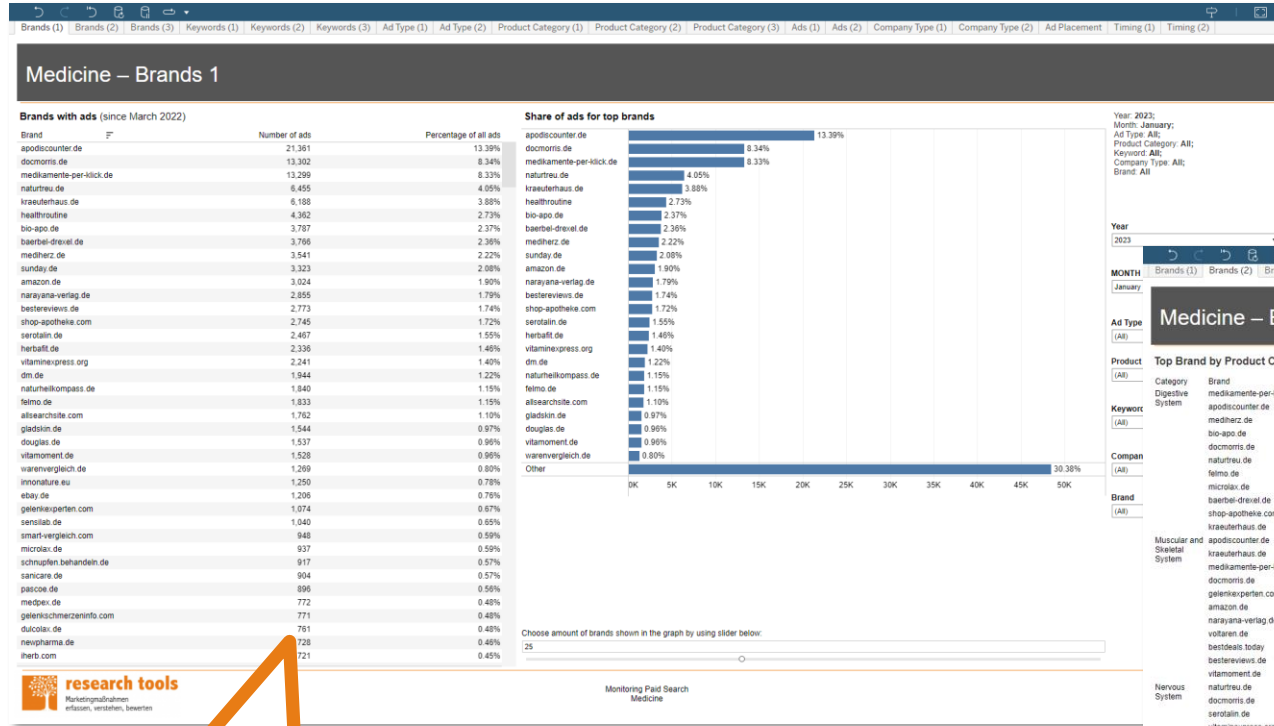 Brands (1) Brands (2) Brands (3) Keywords (1) Keywords (2) Keywords (3) Ad Type (1) Ad Type (2) Product Category (1) Product Category (2) Product Category (3) Ads (1) Ads (2) Company Type (1) Company Type (2) Ad Placement Timing (1) Timing (2)
Medicine – Brands 1
Brands with ads (since March 2022)
Brand Number of ads Percentage of all ads
apodiscounter.de 21,361 13.39%
docmorris.de 13,302 8.34%
medikamente-per-klick.de 13,299 8.33%
naturtreu.de 6,455 4.05%
kraeuterhaus.de 6,188 3.88%
healthroutine 4,362 2.73%
bio-apo.de 3,787 2.37%
baerbel-drexel.de 3,766 2.36%
mediherz.de 3,541 2.22%
sunday.de 3,323 2.08%
amazon.de 3,024 1.90%
narayana-verlag.de 2,855 1.79%
bestereviews.de 2,773 1.74%
shop-apotheke.com 2,745 1.72%
serotalin.de 2,467 1.55%
herbafit.de 2,336 1.46%
vitaminexpress.org 2,241 1.40%
dm.de 1,944 1.22%
naturheilkompass.de 1,840 1.15%
felmo.de 1,833 1.15%
allsearchsite.com 1,762 1.10%
gladskin.de 1,544 0.97%
douglas.de 1,537 0.96%
vitamoment.de 1,528 0.96%
warenvergleich.de 1,269 0.80%
innonature.eu 1,250 0.78%
ebay.de 1,206 0.76%
gelenkexperten.com 1,074 0.67%
sensilab.de 1,040 0.65%
smart-vergleich.com 948 0.59%
microlax.de 937 0.59%
schnupfen.behandeln.de 917 0.57%
sanicare.de 904 0.57%
pascoe.de 896 0.56%
medpex.de 772 0.48%
gelenkschmerzeninfo.com 771 0.48%
dulcolax.de 761 0.48%
newpharma.de 728 0.46%
iherb.com 721 0.45%
Share of ads for top brands
apodiscounter.de 13.39%
docmorris.de 8.34%
medikamente-per-klick.de 8.33%
naturtreu.de 4.05%
kraeuterhaus.de 3.88%
healthroutine 2.73%
bio-apo.de 2.37%
baerbel-drexel.de 2.36%
mediherz.de 2.22%
sunday.de 2.08%
amazon.de 1.90%
narayana-verlag.de 1.79%
bestereviews.de 1.74%
shop-apotheke.com 1.72%
serotalin.de 1.55%
herbafit.de 1.46%
vitaminexpress.org 1.40%
dm.de 1.22%
naturheilkompass.de 1.15%
felmo.de 1.15%
allsearchsite.com 1.10%
gladskin.de 0.97%
douglas.de 0.96%
vitamoment.de 0.96%
warenvergleich.de 0.80%
Other 30.38%
0K 5K 10K 15K 20K 25K 30K 35K 40K 45K 50K
Choose amount of brands shown in the graph by using slider below:
25
Year: 2023;
Month: January;
Ad Type: All;
Product Category: All;
Keyword: All;
Company Type: All;
Brand: All
Year
2023
MONTH
January
Ad Type
(All)
Product
(All)
Keyword
(All)
Compan
(All)
Brand
(All)
Brands (1) Brands (2) Br
Medicine – B
Top Brand by Product C
Category Brand
Digestive medikamente-per-
System apodiscounter.de
mediherz.de
bio-apo.de
docmorris.de
naturtreu.de
felmo.de
microlax.de
baerbel-drexel.de
shop-apotheke.co
kraeuterhaus.de
Muscular and apodiscounter.de
Skeletal kraeuterhaus.de
System medikamente-per-
docmorris.de
gelenkexperten.co
amazon.de
narayana-verlag.d
voltaren.de
bestdeals.today
bestereviews.de
vitamoment.de
Nervous naturtreu.de
System docmorris.de
serotalin.de
research tools
Marketingmaßnahmen
erfassen, verstehen, bewerten
Monitoring Paid Search
Medicine